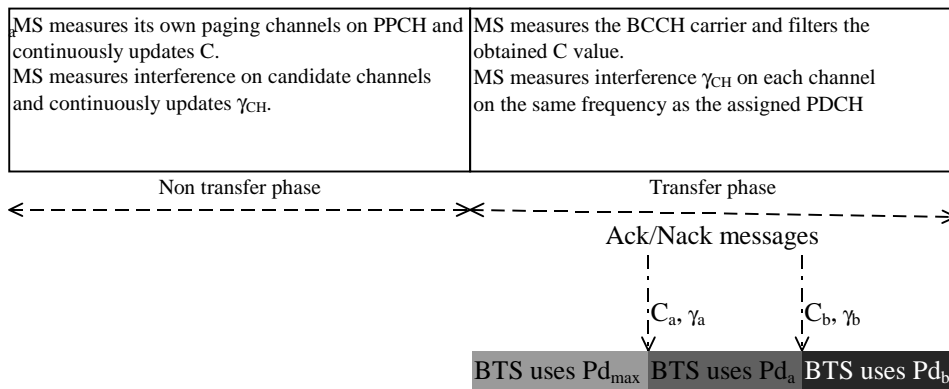 a
MS measures its own paging channels on PPCH and
continuously updates C.
MS measures interference on candidate channels
and continuously updates γCH.
MS measures the BCCH carrier and filters the
obtained C value.
MS measures interference γCH on each channel
on the same frequency as the assigned PDCH
Non transfer phase
Transfer phase
Ack/Nack messages
Ca, γa
Cb, γb
BTS uses Pdmax
BTS uses Pda
BTS uses Pdb